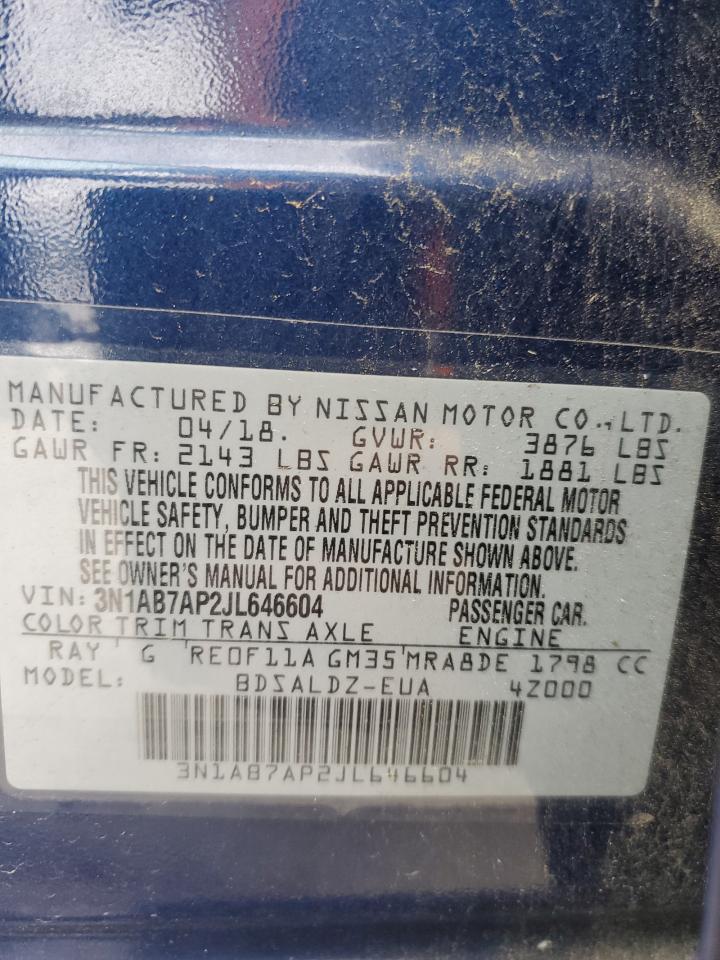 MANUFACTURED BY NISSAN MOTOR CO.,LTD.
DATE: 04/18. GVWR: 3876 LBS
GAWR FR: 2143 LBS GAWR RR: 1881 LBS
THIS VEHICLE CONFORMS TO ALL APPLICABLE FEDERAL MOTOR
VEHICLE SAFETY, BUMPER AND THEFT PREVENTION STANDARDS
IN EFFECT ON THE DATE OF MANUFACTURE SHOWN ABOVE.
SEE OWNER'S MANUAL FOR ADDITIONAL INFORMATION.
VIN: 3N1AB7AP2JL646604 PASSENGER CAR.
COLOR TRIM TRANS AXLE ENGINE
RAY G RE0F11A GM35 MRA8DE 1798 CC
MODEL: BDSALDZ-EUA 4Z000
3N1AB7AP2JL646604